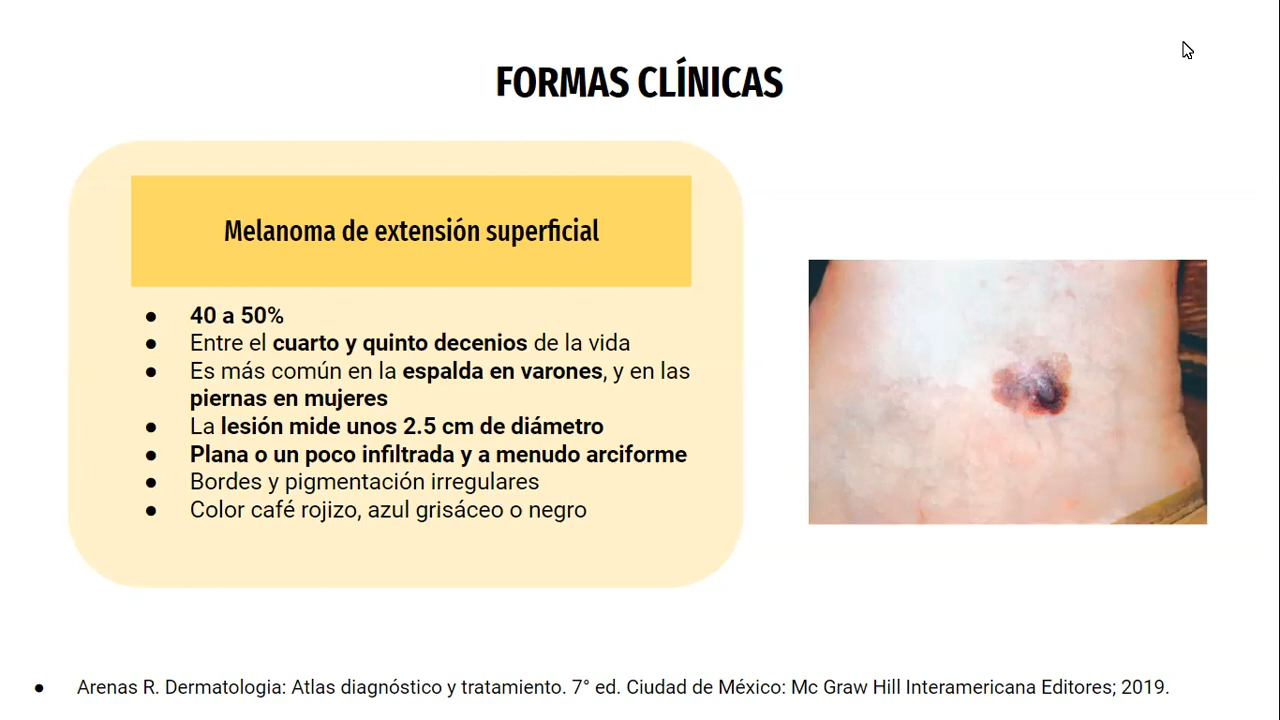 FORMAS CLÍNICAS
Melanoma de extensión superficial
● 40 a 50%
● Entre el cuarto y quinto decenios de la vida
● Es más común en la espalda en varones, y en las
piernas en mujeres
● La lesión mide unos 2.5 cm de diámetro
● Plana o un poco infiltrada y a menudo arciforme
● Bordes y pigmentación irregulares
● Color café rojizo, azul grisáceo o negro
● Arenas R. Dermatologia: Atlas diagnóstico y tratamiento. 7° ed. Ciudad de México: Mc Graw Hill Interamericana Editores; 2019.